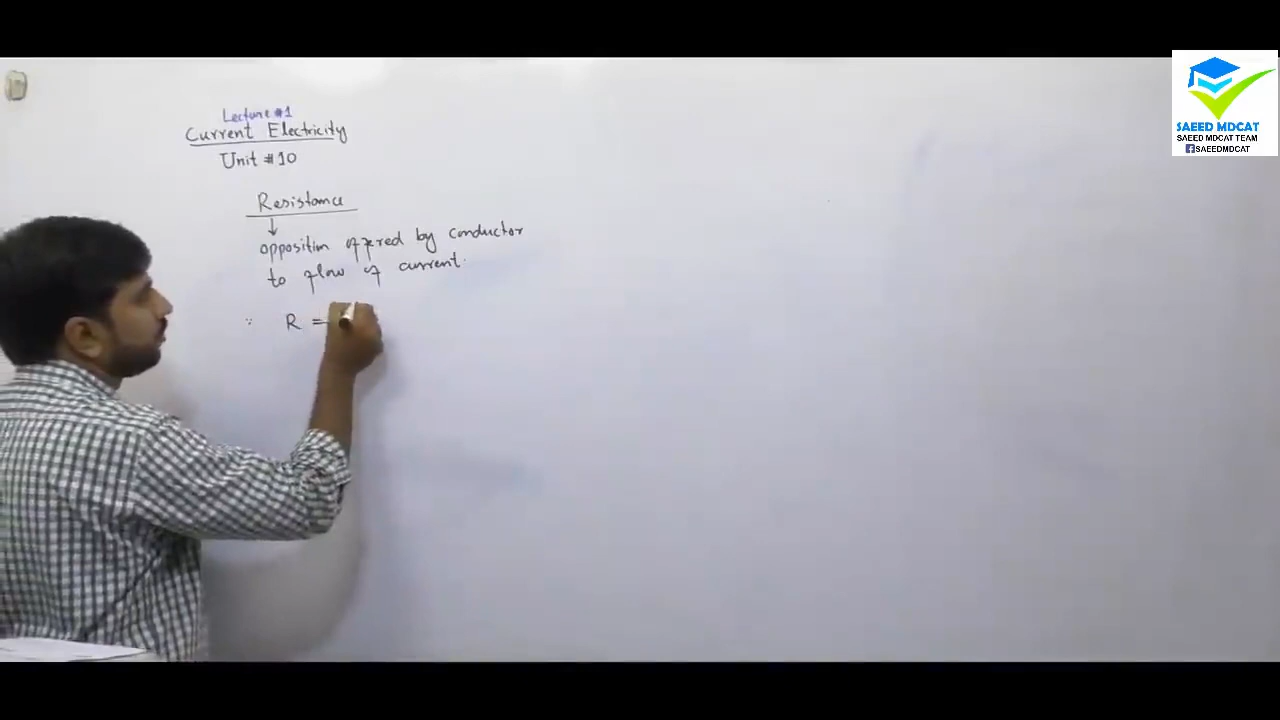 Lecture #1
Current Electricity
Unit #10
Resistance
opposition offered by conductor
to flow of current.
∵ R =
SAEED MDCAT
SAEED MDCAT TEAM
SAEEDMDCAT